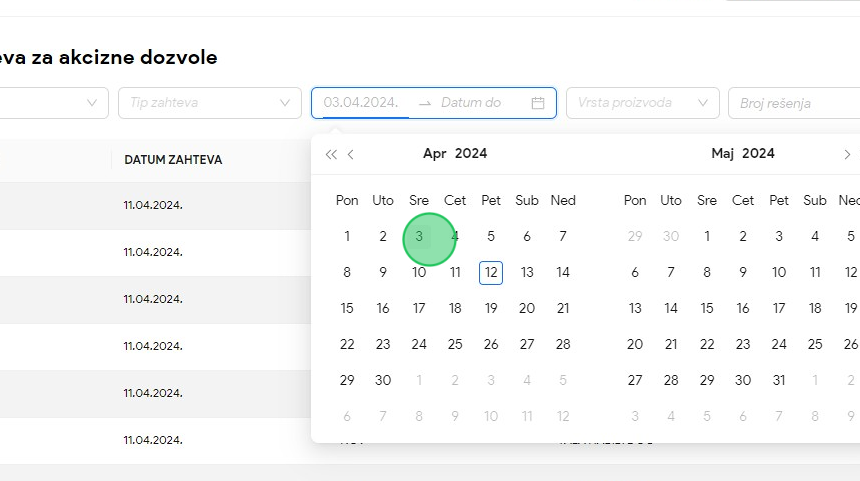 eva za akcizne dozvole
Tip zahteva 03.04.2024. → Datum do Vrsta proizvoda Broj rešenja
DATUM ZAHTEVA
Apr 2024 Maj 2024
Pon Uto Sre Čet Pet Sub Ned Pon Uto Sre Čet Pet Sub Ned
1 2 3 4 5 6 7 29 30 1 2 3 4 5
8 9 10 11 12 13 14 6 7 8 9 10 11 12
15 16 17 18 19 20 21 13 14 15 16 17 18 19
22 23 24 25 26 27 28 20 21 22 23 24 25 26
29 30 1 2 3 4 5 27 28 29 30 31 1 2
6 7 8 9 10 11 12 3 4 5 6 7 8 9
11.04.2024.
11.04.2024.
11.04.2024.
11.04.2024.
11.04.2024.
11.04.2024.